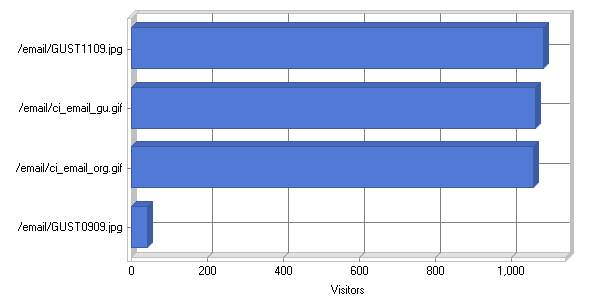 /email/GUST1109.jpg
/email/ci_email_gu.gif
/email/ci_email_org.gif
/email/GUST0909.jpg
0 200 400 600 800 1,000
Visitors